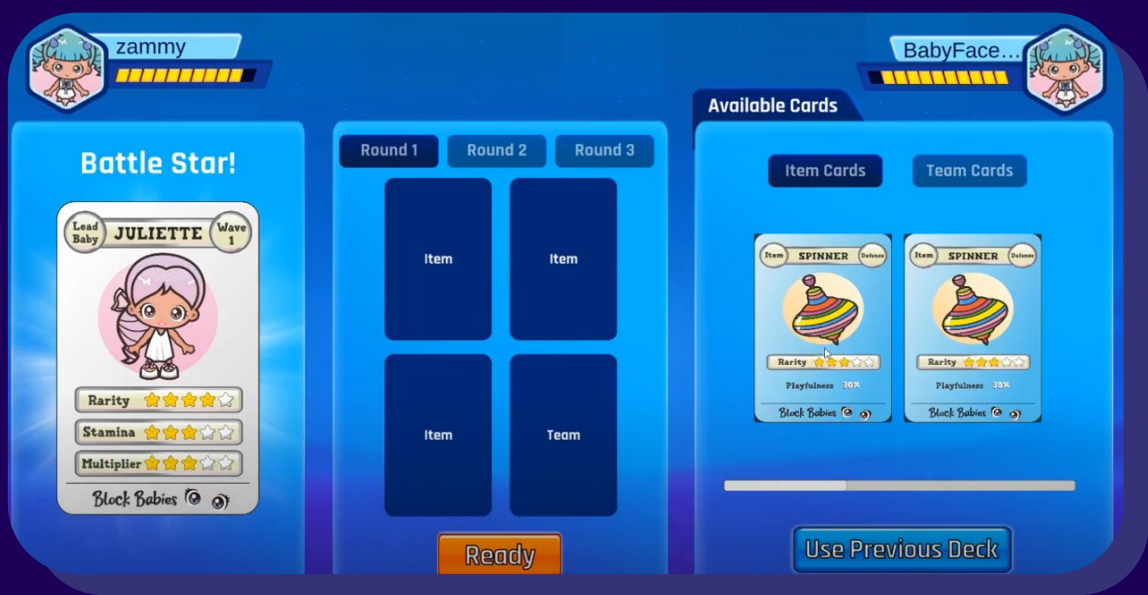 zammy
BabyFace...
Battle Star!
Lead
Baby
JULIETTE
Wave
1
Rarity
Stamina
Multiplier
Block Babies
Round 1
Round 2
Round 3
Item
Item
Item
Team
Ready
Available Cards
Item Cards
Team Cards
Item
SPINNER
Defense
Rarity
Playfulness 30%
Block Babies
Item
SPINNER
Defense
Rarity
Playfulness 30%
Block Babies
Use Previous Deck